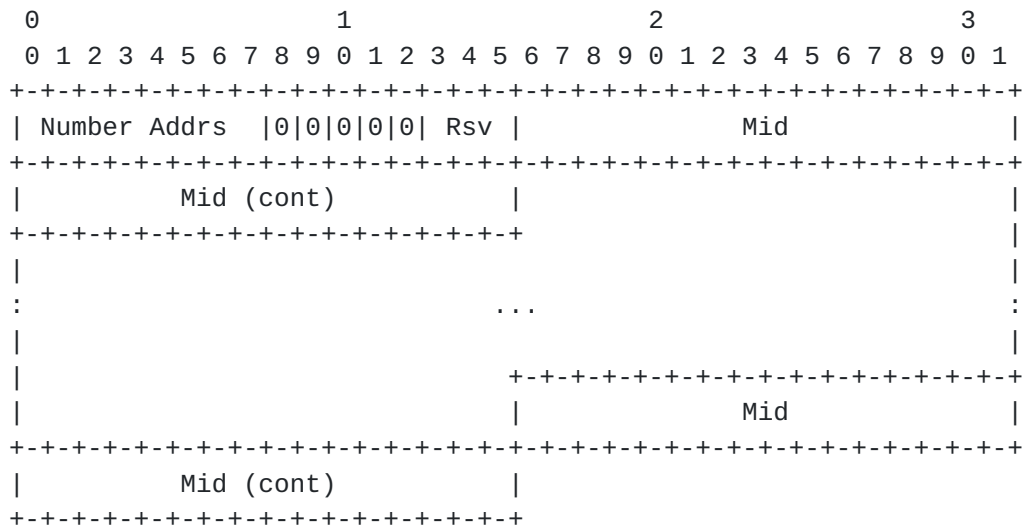 0                   1                   2                   3
 0 1 2 3 4 5 6 7 8 9 0 1 2 3 4 5 6 7 8 9 0 1 2 3 4 5 6 7 8 9 0 1
+-+-+-+-+-+-+-+-+-+-+-+-+-+-+-+-+-+-+-+-+-+-+-+-+-+-+-+-+-+-+-+-+
| Number Addrs  |0|0|0|0|0| Rsv |              Mid              |
+-+-+-+-+-+-+-+-+-+-+-+-+-+-+-+-+-+-+-+-+-+-+-+-+-+-+-+-+-+-+-+-+
|          Mid (cont)           |                               |
+-+-+-+-+-+-+-+-+-+-+-+-+-+-+-+-+                               |
|                                                               |
:                              ...                              :
|                                                               |
|                               +-+-+-+-+-+-+-+-+-+-+-+-+-+-+-+-+
|                               |              Mid              |
+-+-+-+-+-+-+-+-+-+-+-+-+-+-+-+-+-+-+-+-+-+-+-+-+-+-+-+-+-+-+-+-+
|          Mid (cont)           |
+-+-+-+-+-+-+-+-+-+-+-+-+-+-+-+-+